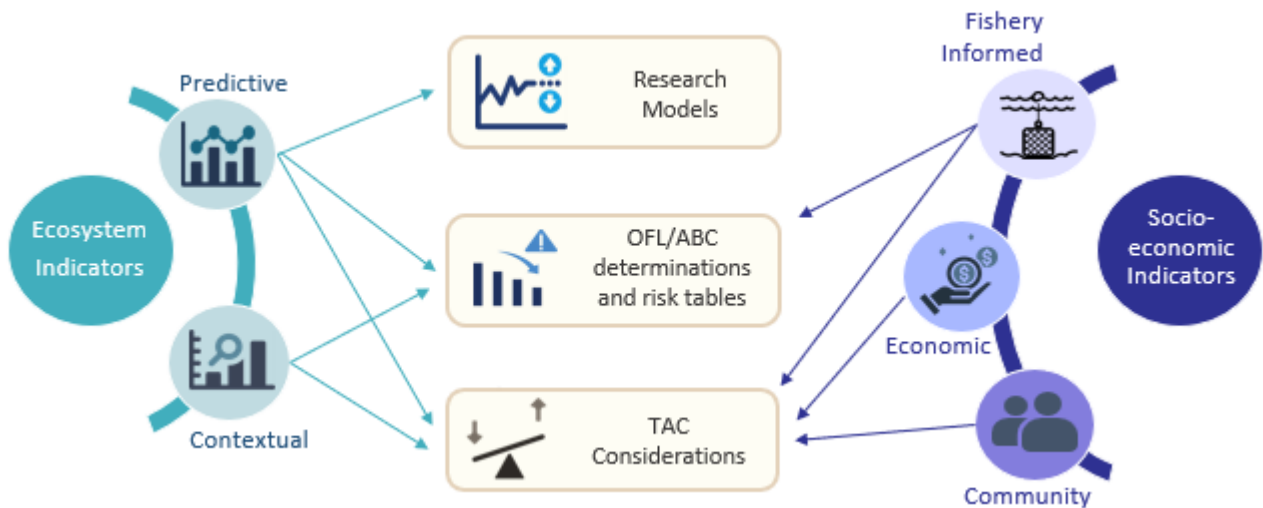 Ecosystem
Indicators
Predictive
Contextual
Research
Models
OFL/ABC
determinations
and risk tables
TAC
Considerations
Fishery
Informed
Economic
Community
Socio-
economic
Indicators